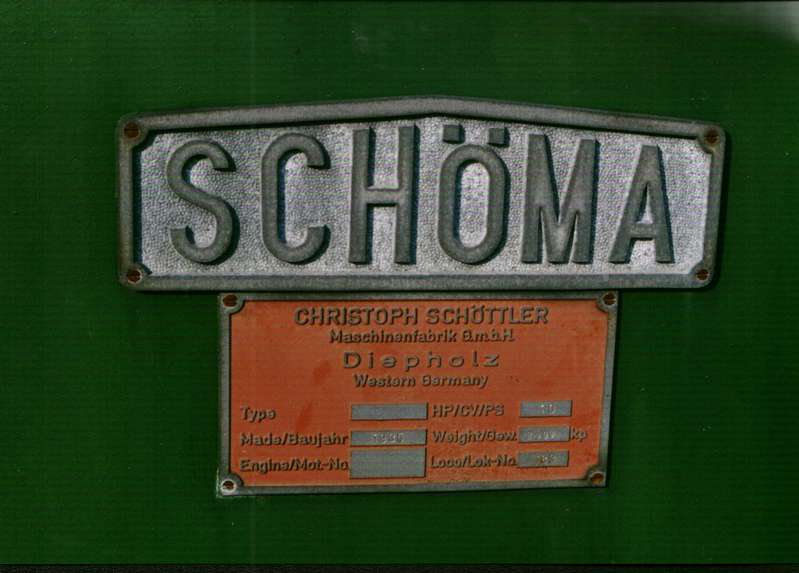 SCHÖMA
CHRISTOPH SCHÖTTLER
Maschinenfabrik G.m.b.H.
Diepholz
Western Germany
Type HP/CV/PS 10
Made/Baujahr Weight/Gew. kp
Engine/Mot-No Loco/Lok-No.